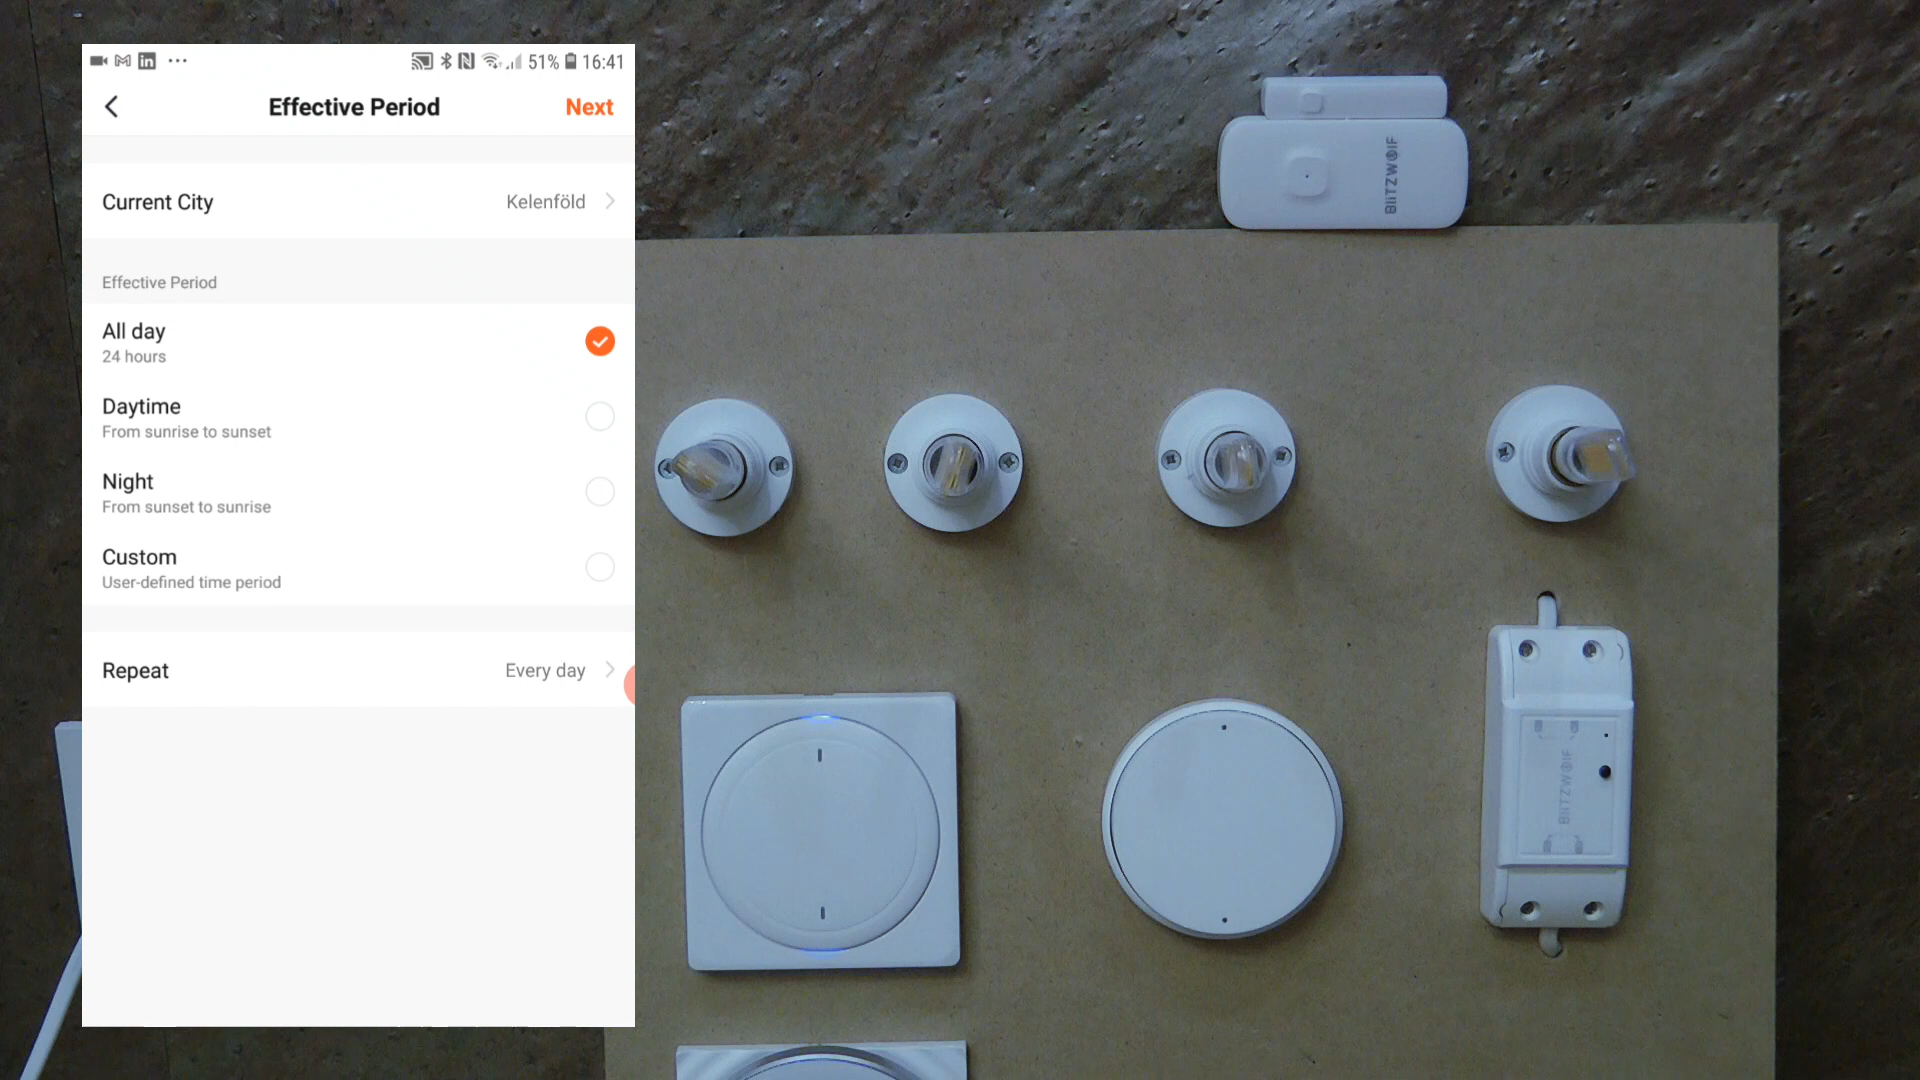 51% 16:41
Effective Period Next
Current City Kelenföld
Effective Period
All day
24 hours
Daytime
From sunrise to sunset
Night
From sunset to sunrise
Custom
User-defined time period
Repeat Every day
BLITZWOLF
BLITZWOLF